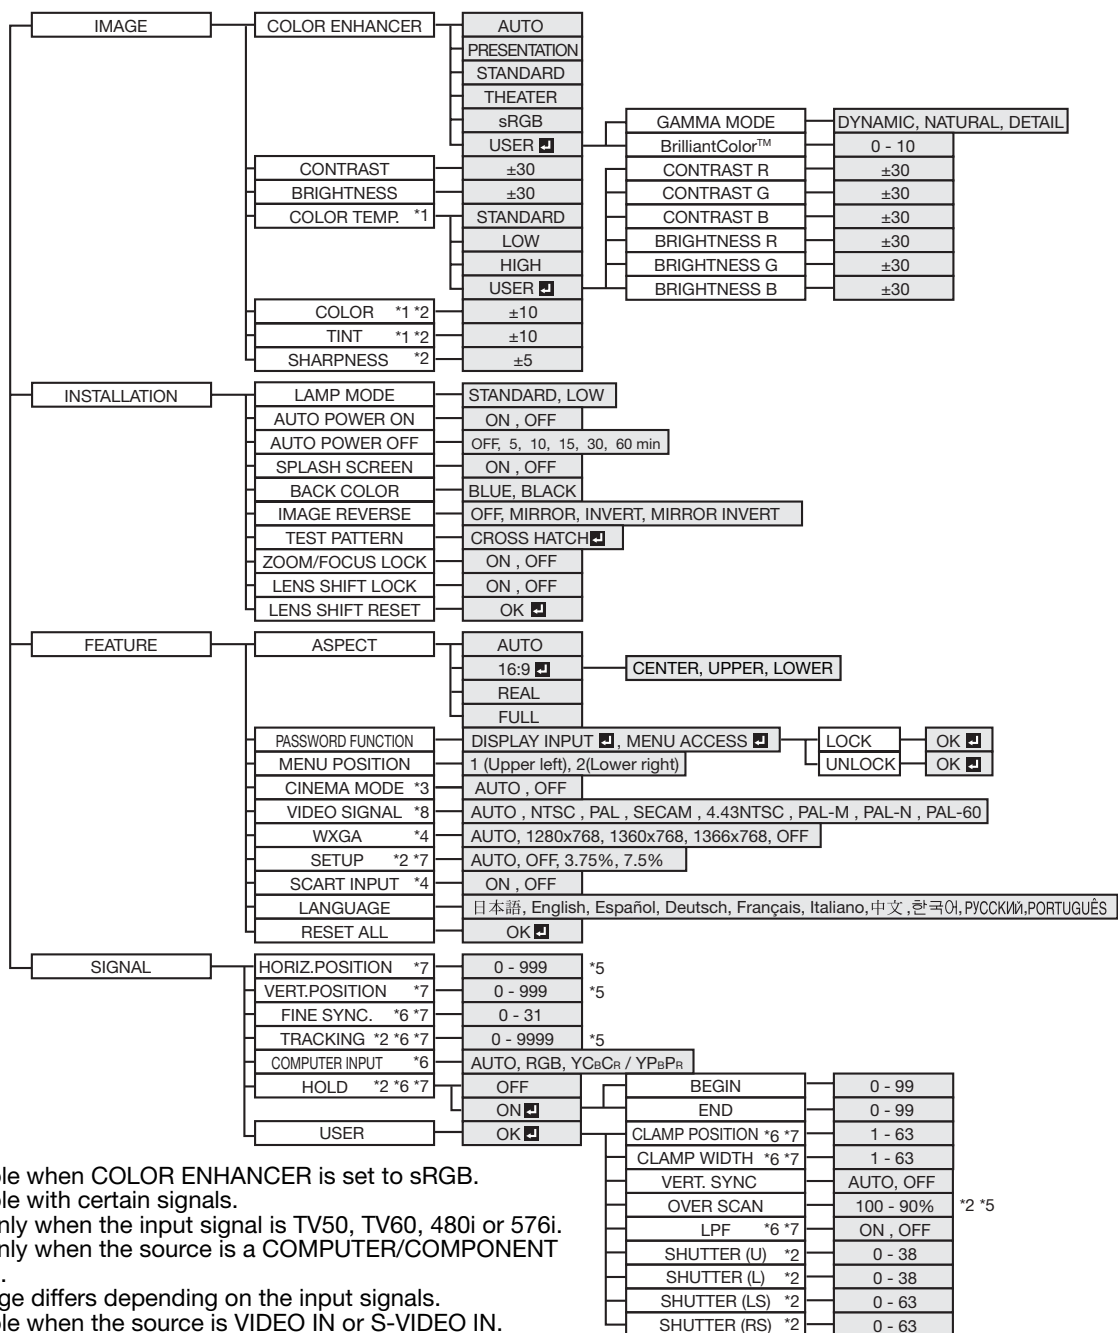 IMAGE COLOR ENHANCER AUTO
PRESENTATION
STANDARD
THEATER
sRGB GAMMA MODE DYNAMIC, NATURAL, DETAIL
USER BrilliantColor™ 0 - 10
CONTRAST ±30 CONTRAST R ±30
BRIGHTNESS ±30 CONTRAST G ±30
COLOR TEMP. *1 STANDARD CONTRAST B ±30
LOW BRIGHTNESS R ±30
HIGH BRIGHTNESS G ±30
USER BRIGHTNESS B ±30
COLOR *1 *2 ±10
TINT *1 *2 ±10
SHARPNESS *2 ±5
INSTALLATION LAMP MODE STANDARD, LOW
AUTO POWER ON ON , OFF
AUTO POWER OFF OFF, 5, 10, 15, 30, 60 min
SPLASH SCREEN ON , OFF
BACK COLOR BLUE, BLACK
IMAGE REVERSE OFF, MIRROR, INVERT, MIRROR INVERT
TEST PATTERN CROSS HATCH
ZOOM/FOCUS LOCK ON , OFF
LENS SHIFT LOCK ON , OFF
LENS SHIFT RESET OK
FEATURE ASPECT AUTO
16:9 CENTER, UPPER, LOWER
REAL
FULL
PASSWORD FUNCTION DISPLAY INPUT , MENU ACCESS LOCK OK
MENU POSITION 1 (Upper left), 2(Lower right) UNLOCK OK
CINEMA MODE *3 AUTO , OFF
VIDEO SIGNAL *8 AUTO , NTSC , PAL , SECAM , 4.43NTSC , PAL-M , PAL-N , PAL-60
WXGA *4 AUTO, 1280x768, 1360x768, 1366x768, OFF
SETUP *2 *7 AUTO, OFF, 3.75%, 7.5%
SCART INPUT *4 ON , OFF
LANGUAGE 日本語, English, Español, Deutsch, Français, Italiano,中文,한국어,РУССКИЙ,PORTUGUÊS
RESET ALL OK
SIGNAL HORIZ.POSITION *7 0 - 999 *5
VERT.POSITION *7 0 - 999 *5
FINE SYNC. *6 *7 0 - 31
TRACKING *2 *6 *7 0 - 9999 *5
COMPUTER INPUT *6 AUTO, RGB, YCBCR / YPBPR
HOLD *2 *6 *7 OFF BEGIN 0 - 99
ON END 0 - 99
USER OK CLAMP POSITION *6 *7 1 - 63
CLAMP WIDTH *6 *7 1 - 63
VERT. SYNC AUTO, OFF
OVER SCAN 100 - 90% *2 *5
LPF *6 *7 ON , OFF
SHUTTER (U) *2 0 - 38
SHUTTER (L) *2 0 - 38
SHUTTER (LS) *2 0 - 63
SHUTTER (RS) *2 0 - 63
when COLOR ENHANCER is set to sRGB.
with certain signals.
when the input signal is TV50, TV60, 480i or 576i.
when the source is a COMPUTER/COMPONENT
differs depending on the input signals.
when the source is VIDEO IN or S-VIDEO IN.